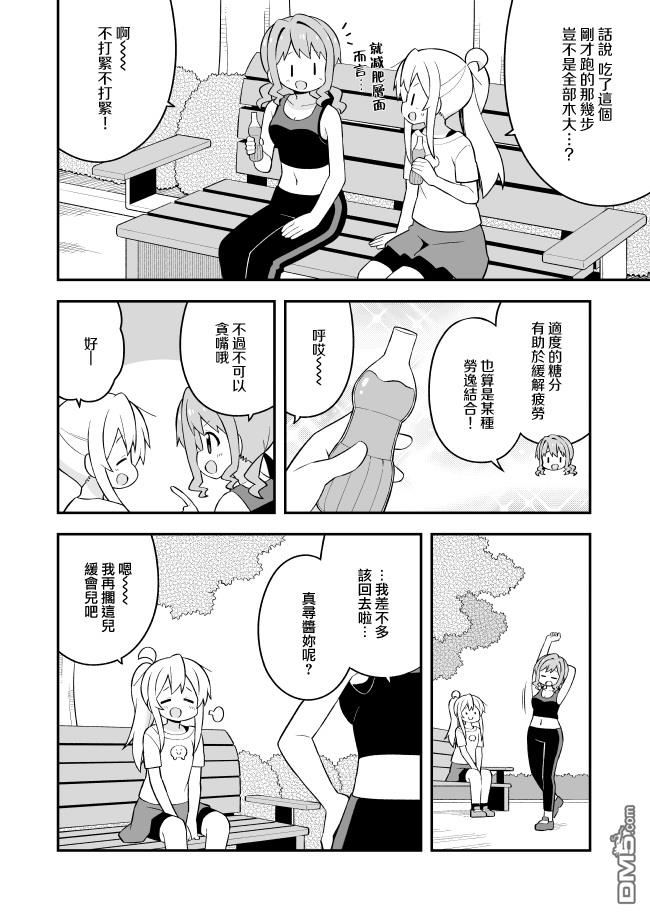 話說 吃了這個
剛才跑的那幾步
豈不是全部木大…?
就減肥層面
而言…
啊~~~
不打緊不打緊！
適度的糖分
有助於緩解疲勞
也算是某種
勞逸結合！
呼哎~~~
不過不可以
貪嘴哦
好ー
…我差不多
該回去啦…
真尋醬妳呢?
嗯~~~
我再擱這兒
緩會兒吧
DM5.com